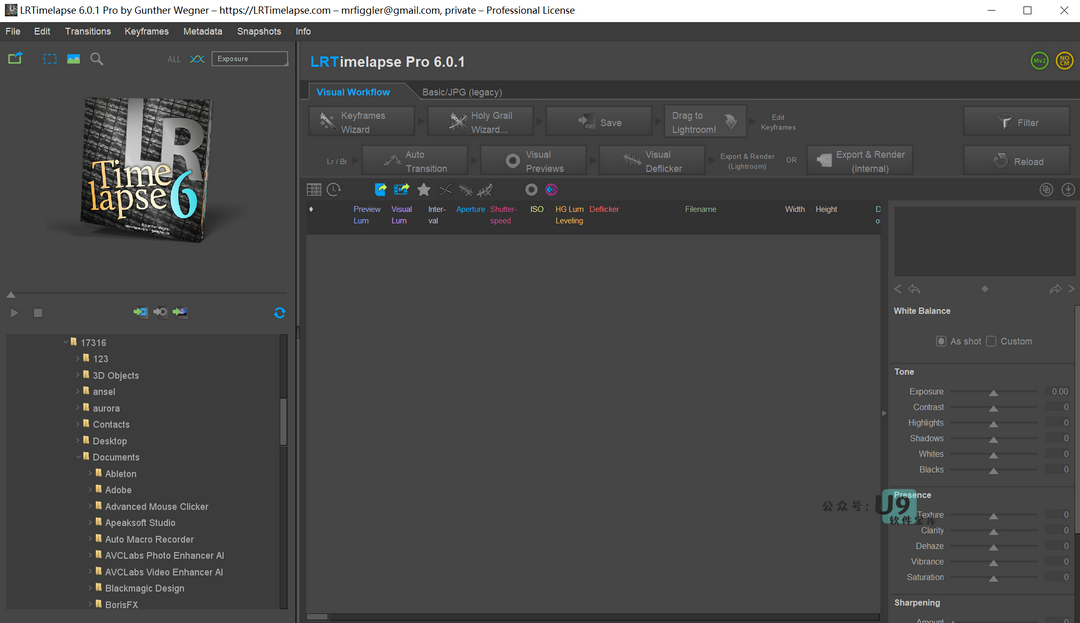 LRTimelapse 6.0.1 Pro by Gunther Wegner – https://LRTimelapse.com – mrfiggler@gmail.com, private – Professional License
File Edit Transitions Keyframes Metadata Snapshots Info
ALL Exposure
LRTimelapse Pro 6.0.1
Visual Workflow Basic/JPG (legacy)
Keyframes Wizard
Holy Grail Wizard...
Save
Drag to Lightroom!
Edit Keyframes
Filter
Lr / Br
Auto Transition
Visual Previews
Visual Deflicker
Export & Render (Lightroom)
OR
Export & Render (internal)
Reload
Preview Lum
Visual Lum
Inter-val
Aperture
Shutter-speed
ISO
HG Lum Leveling
Deflicker
Filename
Width
Height
LR
Time
lapse 6
17316
123
3D Objects
ansel
aurora
Contacts
Desktop
Documents
Ableton
Adobe
Advanced Mouse Clicker
Apeaksoft Studio
Auto Macro Recorder
AVCLabs Photo Enhancer AI
AVCLabs Video Enhancer AI
Blackmagic Design
BorisFX
White Balance
As shot Custom
Tone
Exposure 0.00
Contrast 0
Highlights 0
Shadows 0
Whites 0
Blacks 0
Presence
Texture 0
Clarity 0
Dehaze 0
Vibrance 0
Saturation 0
Sharpening
Amount 0
公众号：U9